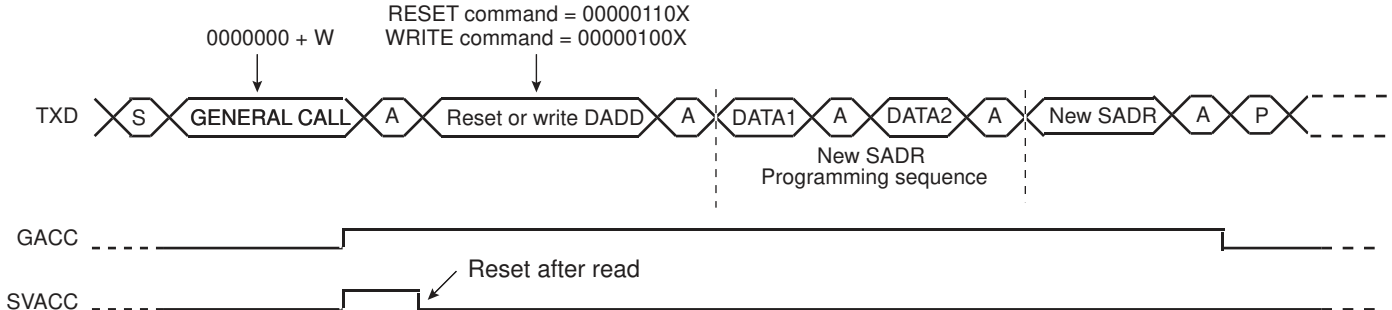 RESET command = 00000110X
0000000 + W WRITE command = 00000100X
TXD S GENERAL CALL A Reset or write DADD A DATA1 A DATA2 A New SADR A P
New SADR
Programming sequence
GACC
Reset after read
SVACC